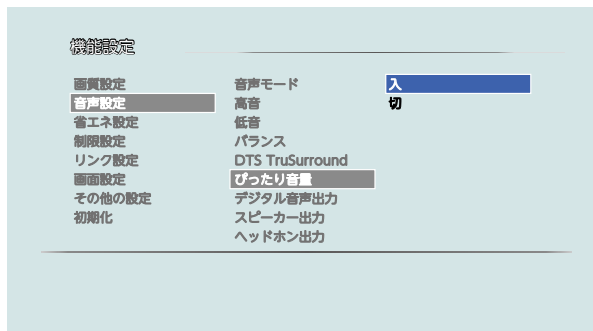 機能設定
画質設定
音声設定
省エネ設定
制限設定
リンク設定
画面設定
その他の設定
初期化
音声モード
高音
低音
バランス
DTS TruSurround
ぴったり音量
デジタル音声出力
スピーカー出力
ヘッドホン出力
入
切